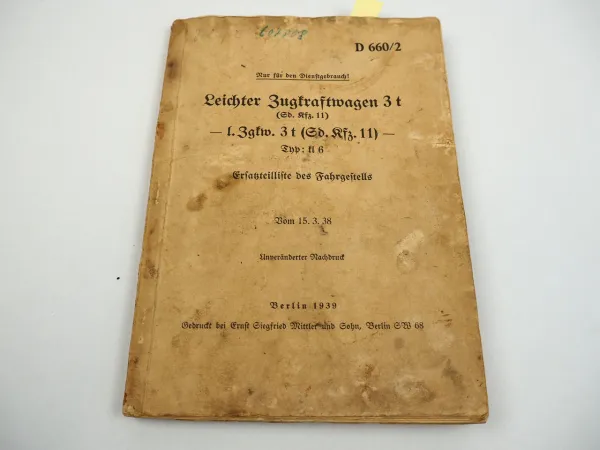 D 660/2
Nur für den Dienstgebrauch!
Leichter Zugkraftwagen 3 t
(Sd. Kfz. 11)
— l. Zgkw. 3 t (Sd. Kfz. 11) —
Typ: kl 6
Ersatzteilliste des Fahrgestells
Vom 15. 3. 38
Unveränderter Nachdruck
Berlin 1939
Gedruckt bei Ernst Siegfried Mittler und Sohn, Berlin SW 68